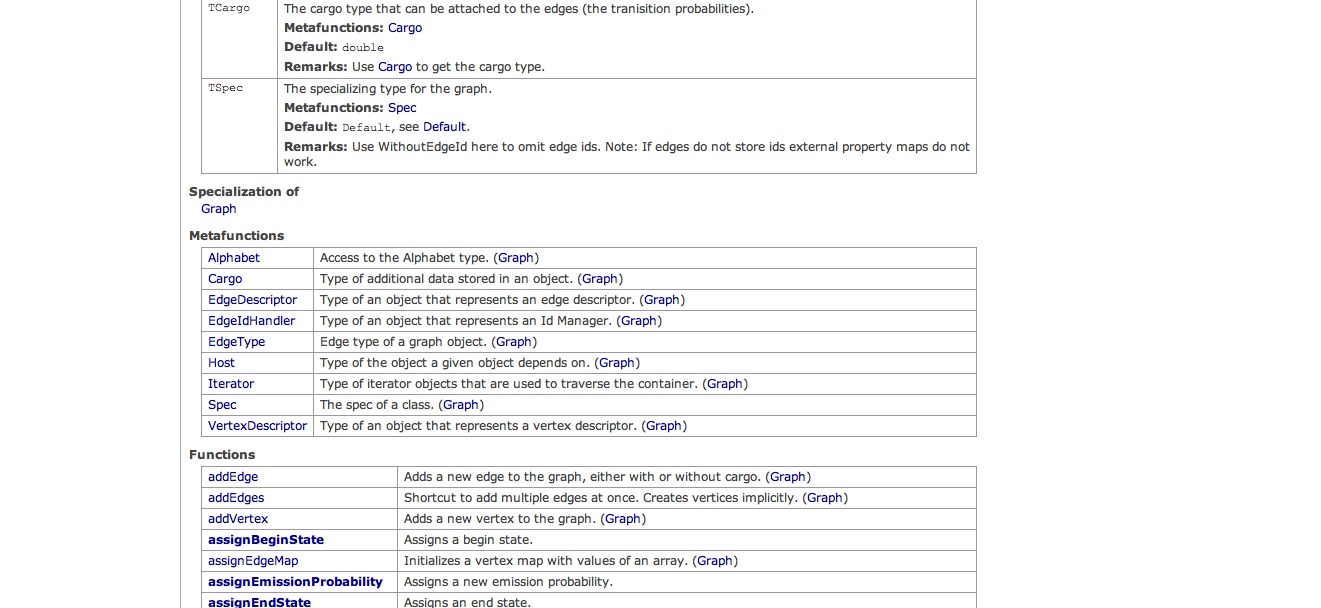 TCargo The cargo type that can be attached to the edges (the tranisition probabilities).
Metafunctions: Cargo
Default: double
Remarks: Use Cargo to get the cargo type.
TSpec The specializing type for the graph.
Metafunctions: Spec
Default: Default, see Default.
Remarks: Use WithoutEdgeId here to omit edge ids. Note: If edges do not store ids external property maps do not
work.
Specialization of
Graph
Metafunctions
Alphabet Access to the Alphabet type. (Graph)
Cargo Type of additional data stored in an object. (Graph)
EdgeDescriptor Type of an object that represents an edge descriptor. (Graph)
EdgeIdHandler Type of an object that represents an Id Manager. (Graph)
EdgeType Edge type of a graph object. (Graph)
Host Type of the object a given object depends on. (Graph)
Iterator Type of iterator objects that are used to traverse the container. (Graph)
Spec The spec of a class. (Graph)
VertexDescriptor Type of an object that represents a vertex descriptor. (Graph)
Functions
addEdge Adds a new edge to the graph, either with or without cargo. (Graph)
addEdges Shortcut to add multiple edges at once. Creates vertices implicitly. (Graph)
addVertex Adds a new vertex to the graph. (Graph)
assignBeginState Assigns a begin state.
assignEdgeMap Initializes a vertex map with values of an array. (Graph)
assignEmissionProbability Assigns a new emission probability.
assignEndState Assigns an end state.